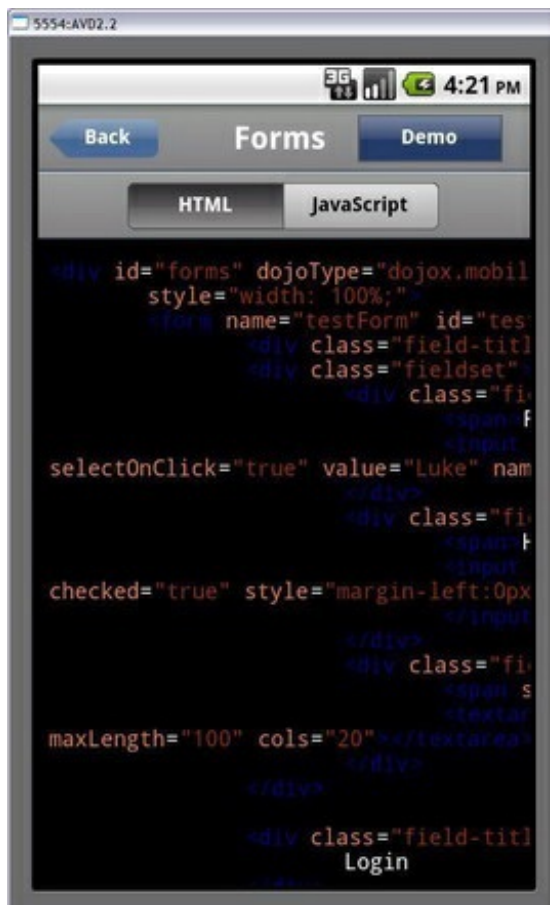 5554:AVD2.2
3G 4:21 PM
Back Forms Demo
HTML JavaScript
<div id="forms" dojoType="dojox.mobil
style="width: 100%;">
<form name="testForm" id="tes
<div class="field-titl
<div class="fieldset">
<div class="fi
<span>F
<input
selectOnClick="true" value="Luke" nam
</div>
<div class="fi
<span>H
<input
checked="true" style="margin-left:0px
</input
</div>
<div class="fi
<span s
<textar
maxLength="100" cols="20"></textarea>
</div>
</div>
<div class="field-titl
Login
</div>